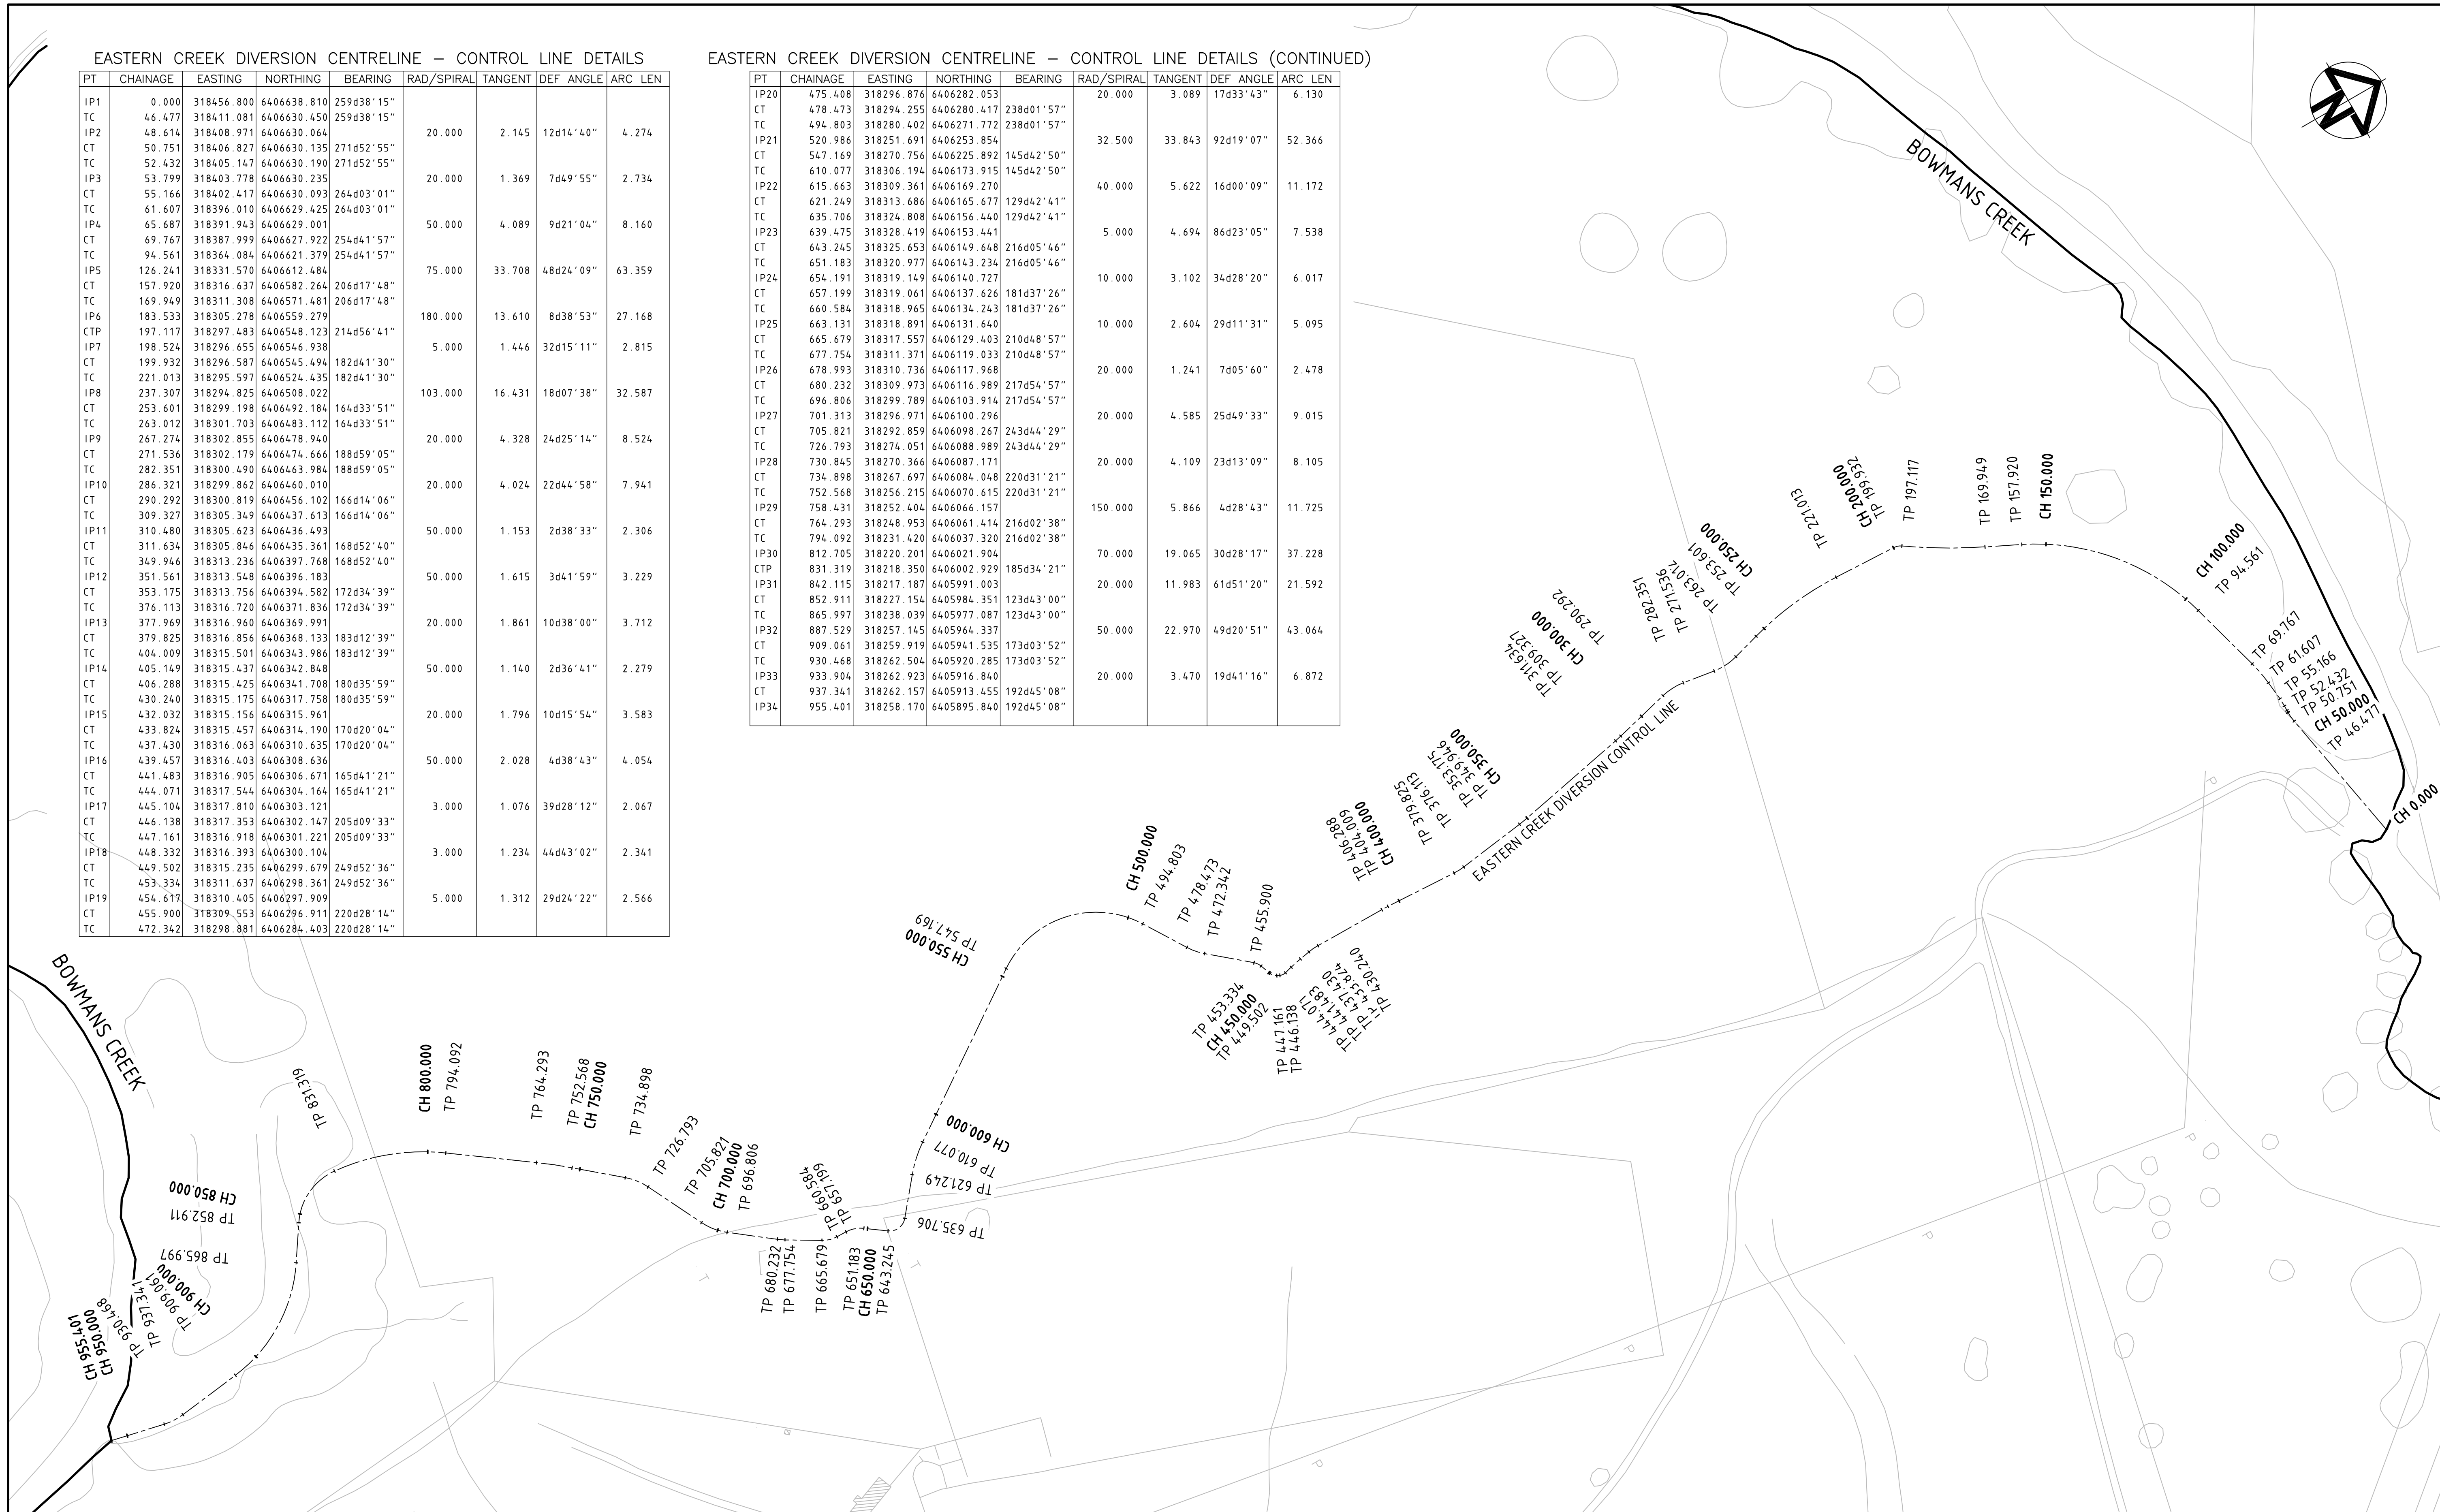 EASTERN CREEK DIVERSION CENTRELINE – CONTROL LINE DETAILS
PT CHAINAGE EASTING NORTHING BEARING RAD/SPIRAL TANGENT DEF ANGLE ARC LEN
IP1 0.000 318456.800 6406638.810 259d38'15"
TC 46.477 318411.081 6406630.450 259d38'15"
IP2 48.614 318408.971 6406630.064 20.000 2.145 12d14'40" 4.274
CT 50.751 318406.827 6406630.135 271d52'55"
TC 52.432 318405.147 6406630.190 271d52'55"
IP3 53.799 318403.778 6406630.235 20.000 1.369 7d49'55" 2.734
CT 55.166 318402.417 6406630.093 264d03'01"
TC 61.607 318396.010 6406629.425 264d03'01"
IP4 65.687 318391.943 6406629.001 50.000 4.089 9d21'04" 8.160
CT 69.767 318387.999 6406627.922 254d41'57"
TC 94.561 318364.084 6406621.379 254d41'57"
IP5 126.241 318331.570 6406612.484 75.000 33.708 48d24'09" 63.359
CT 157.920 318316.637 6406582.264 206d17'48"
TC 169.949 318311.308 6406571.481 206d17'48"
IP6 183.533 318305.278 6406559.279 180.000 13.610 8d38'53" 27.168
CTP 197.117 318297.483 6406548.123 214d56'41"
IP7 198.524 318296.655 6406546.938 5.000 1.446 32d15'11" 2.815
CT 199.932 318296.587 6406545.494 182d41'30"
TC 221.013 318295.597 6406524.435 182d41'30"
IP8 237.307 318294.825 6406508.022 103.000 16.431 18d07'38" 32.587
CT 253.601 318299.198 6406492.184 164d33'51"
TC 263.012 318301.703 6406483.112 164d33'51"
IP9 267.274 318302.855 6406478.940 20.000 4.328 24d25'14" 8.524
CT 271.536 318302.179 6406474.666 188d59'05"
TC 282.351 318300.490 6406463.984 188d59'05"
IP10 286.321 318299.862 6406460.010 20.000 4.024 22d44'58" 7.941
CT 290.292 318300.819 6406456.102 166d14'06"
TC 309.327 318305.349 6406437.613 166d14'06"
IP11 310.480 318305.623 6406436.493 50.000 1.153 2d38'33" 2.306
CT 311.634 318305.846 6406435.361 168d52'40"
TC 349.946 318313.236 6406397.768 168d52'40"
IP12 351.561 318313.548 6406396.183 50.000 1.615 3d41'59" 3.229
CT 353.175 318313.756 6406394.582 172d34'39"
TC 376.113 318316.720 6406371.836 172d34'39"
IP13 377.969 318316.960 6406369.991 20.000 1.861 10d38'00" 3.712
CT 379.825 318316.856 6406368.133 183d12'39"
TC 404.009 318315.501 6406343.986 183d12'39"
IP14 405.149 318315.437 6406342.848 50.000 1.140 2d36'41" 2.279
CT 406.288 318315.425 6406341.708 180d35'59"
TC 430.240 318315.175 6406317.758 180d35'59"
IP15 432.032 318315.156 6406315.961 20.000 1.796 10d15'54" 3.583
CT 433.824 318315.457 6406314.190 170d20'04"
TC 437.430 318316.063 6406310.635 170d20'04"
IP16 439.457 318316.403 6406308.636 50.000 2.028 4d38'43" 4.054
CT 441.483 318316.905 6406306.671 165d41'21"
TC 444.071 318317.544 6406304.164 165d41'21"
IP17 445.104 318317.810 6406303.121 3.000 1.076 39d28'12" 2.067
CT 446.138 318317.353 6406302.147 205d09'33"
TC 447.161 318316.918 6406301.221 205d09'33"
IP18 448.332 318316.393 6406300.104 3.000 1.234 44d43'02" 2.341
CT 449.502 318315.235 6406299.679 249d52'36"
TC 453.334 318311.637 6406298.361 249d52'36"
IP19 454.617 318310.405 6406297.909 5.000 1.312 29d24'22" 2.566
CT 455.900 318309.553 6406296.911 220d28'14"
TC 472.342 318298.881 6406284.403 220d28'14"
EASTERN CREEK DIVERSION CENTRELINE – CONTROL LINE DETAILS (CONTINUED)
PT CHAINAGE EASTING NORTHING BEARING RAD/SPIRAL TANGENT DEF ANGLE ARC LEN
IP20 475.408 318296.876 6406282.053 20.000 3.089 17d33'43" 6.130
CT 478.473 318294.255 6406280.417 238d01'57"
TC 494.803 318280.402 6406271.772 238d01'57"
IP21 520.986 318251.691 6406253.854 32.500 33.843 92d19'07" 52.366
CT 547.169 318270.756 6406225.892 145d42'50"
TC 610.077 318306.194 6406173.915 145d42'50"
IP22 615.663 318309.361 6406169.270 40.000 5.622 16d00'09" 11.172
CT 621.249 318313.686 6406165.677 129d42'41"
TC 635.706 318324.808 6406156.440 129d42'41"
IP23 639.475 318328.419 6406153.441 5.000 4.694 86d23'05" 7.538
CT 643.245 318325.653 6406149.648 216d05'46"
TC 651.183 318320.977 6406143.234 216d05'46"
IP24 654.191 318319.149 6406140.727 10.000 3.102 34d28'20" 6.017
CT 657.199 318319.061 6406137.626 181d37'26"
TC 660.584 318318.965 6406134.243 181d37'26"
IP25 663.131 318318.891 6406131.640 10.000 2.604 29d11'31" 5.095
CT 665.679 318317.557 6406129.403 210d48'57"
TC 677.754 318311.371 6406119.033 210d48'57"
IP26 678.993 318310.736 6406117.968 20.000 1.241 7d05'60" 2.478
CT 680.232 318309.973 6406116.989 217d54'57"
TC 696.806 318299.789 6406103.914 217d54'57"
IP27 701.313 318296.971 6406100.296 20.000 4.585 25d49'33" 9.015
CT 705.821 318292.859 6406098.267 243d44'29"
TC 726.793 318274.051 6406088.989 243d44'29"
IP28 730.845 318270.366 6406087.171 20.000 4.109 23d13'09" 8.105
CT 734.898 318267.697 6406084.048 220d31'21"
TC 752.568 318256.215 6406070.615 220d31'21"
IP29 758.431 318252.404 6406066.157 150.000 5.866 4d28'43" 11.725
CT 764.293 318248.953 6406061.414 216d02'38"
TC 794.092 318231.420 6406037.320 216d02'38"
IP30 812.705 318220.201 6406021.904 70.000 19.065 30d28'17" 37.228
CTP 831.319 318218.350 6406002.929 185d34'21"
IP31 842.115 318217.187 6405991.003 20.000 11.983 61d51'20" 21.592
CT 852.911 318227.154 6405984.351 123d43'00"
TC 865.997 318238.039 6405977.087 123d43'00"
IP32 887.529 318257.145 6405964.337 50.000 22.970 49d20'51" 43.064
CT 909.061 318259.919 6405941.535 173d03'52"
TC 930.468 318262.504 6405920.285 173d03'52"
IP33 933.904 318262.923 6405916.840 20.000 3.470 19d41'16" 6.872
CT 937.341 318262.157 6405913.455 192d45'08"
IP34 955.401 318258.170 6405895.840 192d45'08"
N
BOWMANS CREEK
CH 0.000
TP 46.477
CH 50.000
TP 50.751
TP 52.432
TP 55.166
TP 61.607
TP 69.767
TP 94.561
CH 100.000
CH 150.000
TP 157.920
TP 169.949
TP 197.117
TP 199.932
CH 200.000
TP 221.013
CH 250.000
TP 253.601
TP 263.012
TP 271.536
TP 282.351
TP 290.292
CH 300.000
TP 309.327
TP 311.634
EASTERN CREEK DIVERSION CONTROL LINE
CH 350.000
TP 349.946
TP 353.175
TP 376.113
TP 379.825
CH 400.000
TP 404.009
TP 406.288
TP 430.240
TP 433.824
TP 437.430
TP 441.483
TP 444.071
TP 446.138
TP 447.161
TP 449.502
CH 450.000
TP 453.334
TP 455.900
TP 472.342
TP 478.473
TP 494.803
CH 500.000
TP 547.169
CH 550.000
CH 600.000
TP 610.077
TP 621.249
TP 635.706
TP 643.245
CH 650.000
TP 651.183
TP 657.199
TP 660.584
TP 665.679
TP 677.754
TP 680.232
TP 696.806
CH 700.000
TP 705.821
TP 726.793
TP 734.898
CH 750.000
TP 752.568
TP 764.293
TP 794.092
CH 800.000
TP 831.319
CH 850.000
TP 852.911
TP 865.997
CH 900.000
TP 909.061
TP 937.341
TP 930.468
CH 950.000
CH 955.401
BOWMANS CREEK